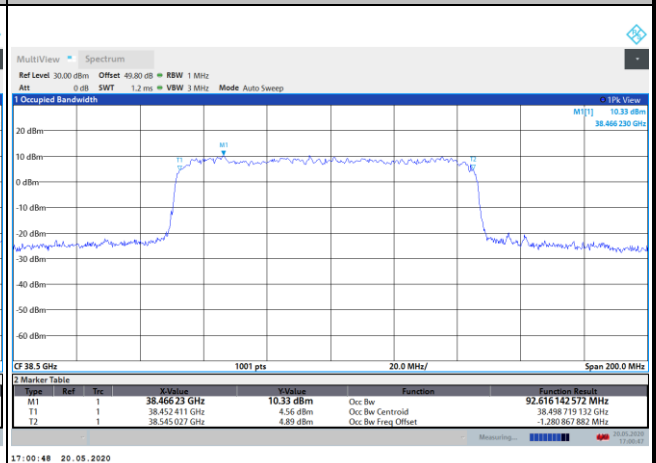 MultiView Spectrum
Ref Level 30.00 dBm Offset 49.80 dB RBW 1 MHz
Att 0 dB SWT 1.2 ms VBW 3 MHz Mode Auto Sweep
1 Occupied Bandwidth 1Pk View
M1[1] 10.33 dBm
38.466 230 GHz
20 dBm
M1
10 dBm
T1 T2
0 dBm
-10 dBm
-20 dBm
-30 dBm
-40 dBm
-50 dBm
-60 dBm
CF 38.5 GHz 1001 pts 20.0 MHz/ Span 200.0 MHz
2 Marker Table
Type Ref Trc X-Value Y-Value Function Function Result
M1 1 38.466 23 GHz 10.33 dBm Occ Bw 92.616 142 572 MHz
T1 1 38.452 411 GHz 4.56 dBm Occ Bw Centroid 38.498 719 132 GHz
T2 1 38.545 027 GHz 4.89 dBm Occ Bw Freq Offset -1.280 867 882 MHz
Measuring... 20.05.2020
17:00:47
17:00:48 20.05.2020